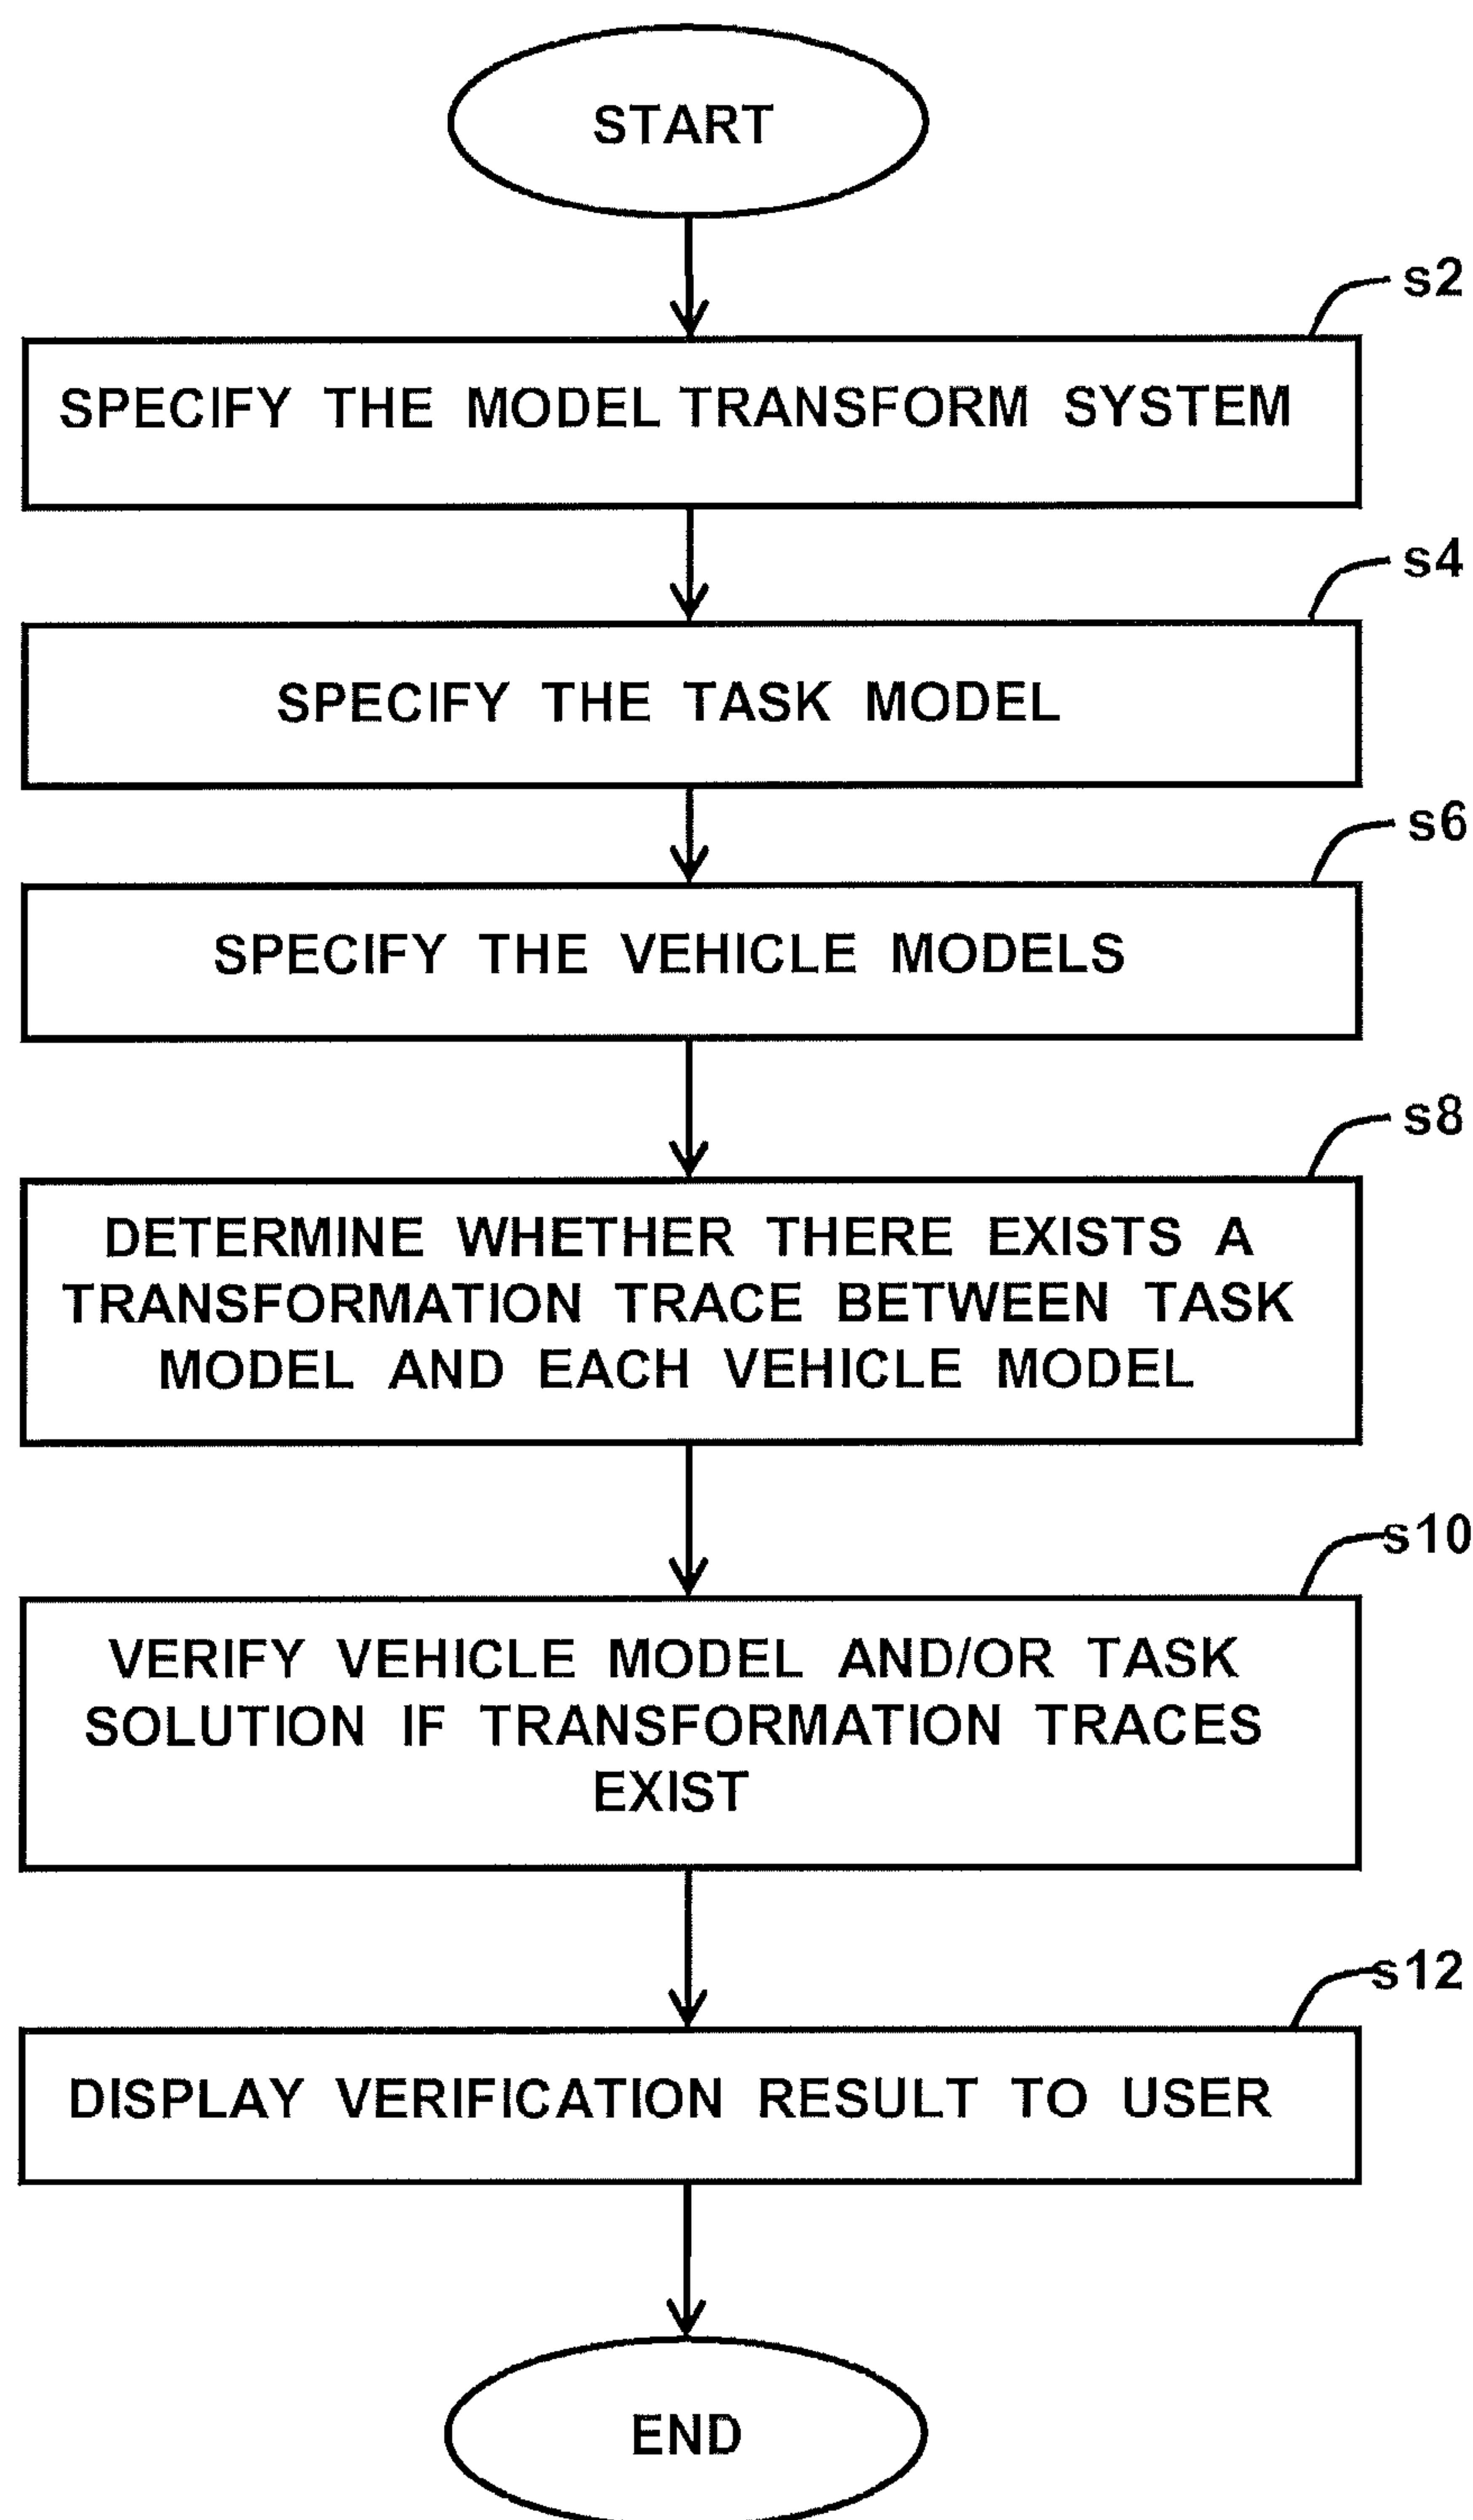 START
s2
SPECIFY THE MODEL TRANSFORM SYSTEM
s4
SPECIFY THE TASK MODEL
s6
SPECIFY THE VEHICLE MODELS
s8
DETERMINE WHETHER THERE EXISTS A
TRANSFORMATION TRACE BETWEEN TASK
MODEL AND EACH VEHICLE MODEL
s10
VERIFY VEHICLE MODEL AND/OR TASK
SOLUTION IF TRANSFORMATION TRACES
EXIST
s12
DISPLAY VERIFICATION RESULT TO USER
END